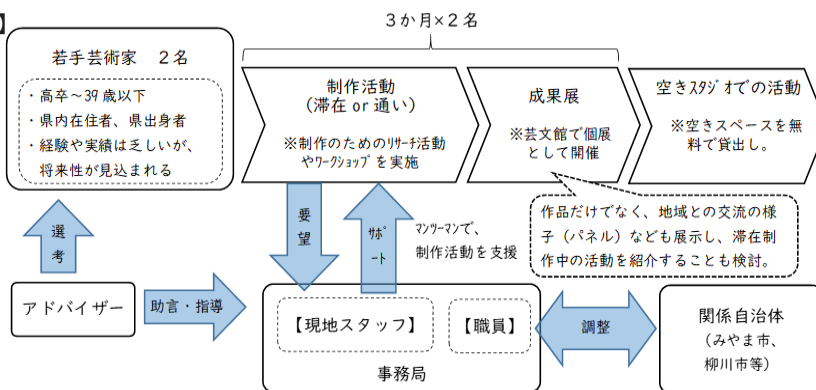 】
３か月×２名
若手芸術家　２名
・高卒～39歳以下
・県内在住者、県出身者
・経験や実績は乏しいが、
将来性が見込まれる
制作活動
（滞在 or 通い）
※制作のためのﾘｻｰﾁ活動
やﾜｰｸｼｮｯﾌﾟを実施
成果展
※芸文館で個展
として開催
空きｽﾀｼﾞｵでの活動
※空きスペースを無
料で貸出し。
作品だけでなく、地域との交流の様
子（パネル）なども展示し、滞在制
作中の活動を紹介することも検討。
選考
要望
ｻﾎﾟｰﾄ
ﾏﾝﾂｰﾏﾝで、
制作活動を支援
アドバイザー
助言・指導
【現地スタッフ】
【職員】
事務局
調整
関係自治体
（みやま市、
柳川市等）